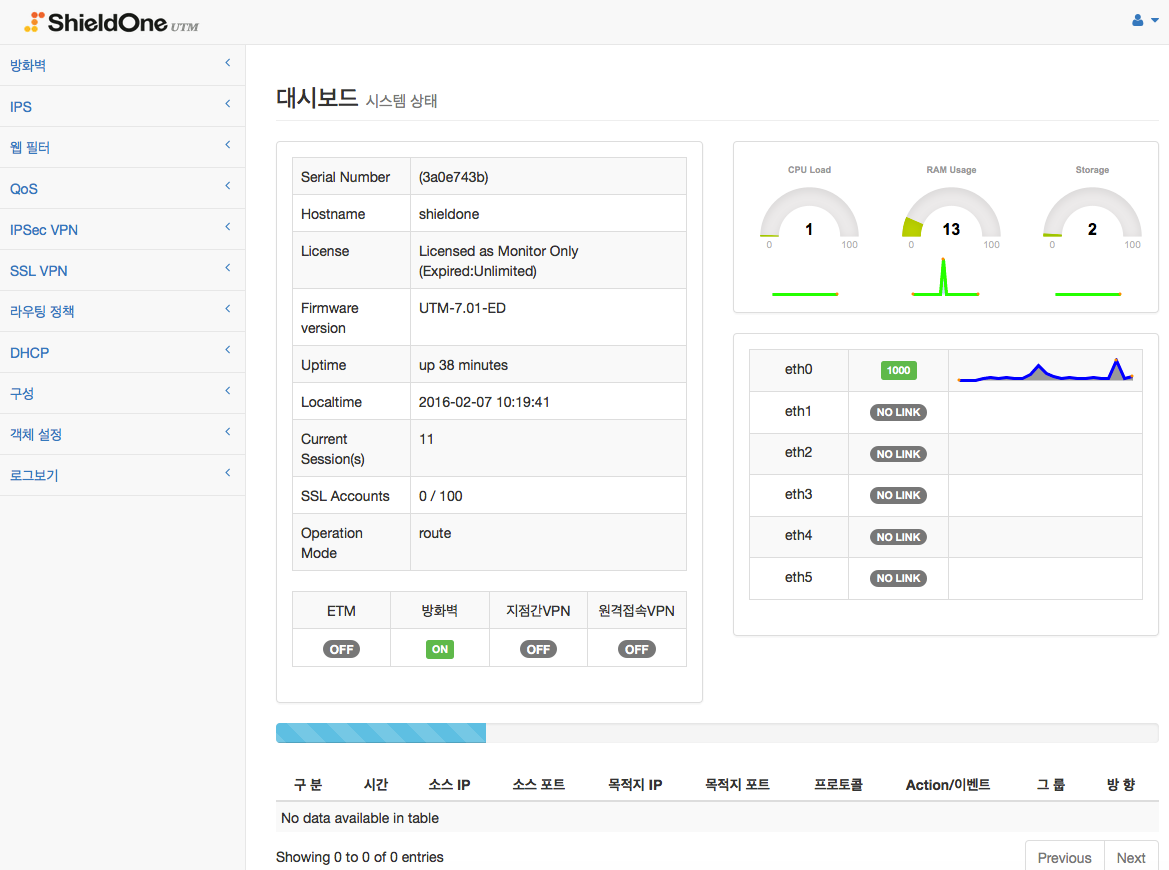 ShieldOne UTM
방화벽
IPS
웹 필터
QoS
IPSec VPN
SSL VPN
라우팅 정책
DHCP
구성
객체 설정
로그보기
대시보드 시스템 상태
Serial Number (3a0e743b)
Hostname shieldone
License Licensed as Monitor Only
(Expired:Unlimited)
Firmware UTM-7.01-ED
version
Uptime up 38 minutes
Localtime 2016-02-07 10:19:41
Current 11
Session(s)
SSL Accounts 0 / 100
Operation route
Mode
ETM 방화벽 지점간VPN 원격접속VPN
OFF ON OFF OFF
CPU Load RAM Usage Storage
1 13 2
0 100 0 100 0 100
eth0 1000
eth1 NO LINK
eth2 NO LINK
eth3 NO LINK
eth4 NO LINK
eth5 NO LINK
구 분 시간 소스 IP 소스 포트 목적지 IP 목적지 포트 프로토콜 Action/이벤트 그 룹 방 향
No data available in table
Showing 0 to 0 of 0 entries
Previous Next